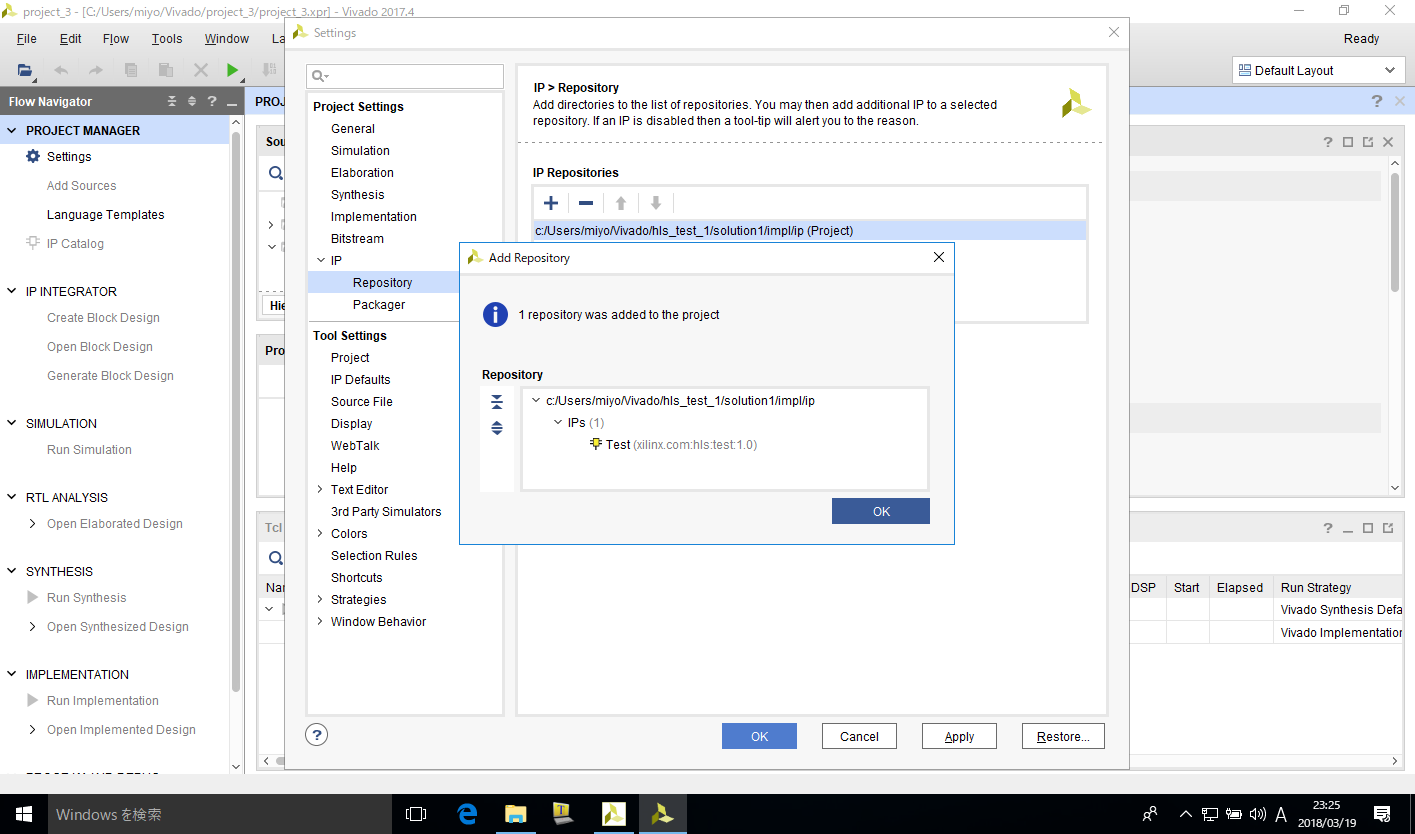 project_3 - [C:/Users/miyo/Vivado/project_3/project_3.xpr] - Vivado 2017.4
File Edit Flow Tools Window La
Ready
Default Layout
Flow Navigator
PROJECT MANAGER
Settings
Add Sources
Language Templates
IP Catalog
IP INTEGRATOR
Create Block Design
Open Block Design
Generate Block Design
SIMULATION
Run Simulation
RTL ANALYSIS
Open Elaborated Design
SYNTHESIS
Run Synthesis
Open Synthesized Design
IMPLEMENTATION
Run Implementation
Open Implemented Design
PROJ
Sou
Hie
Pro
Tcl
Nar
Settings
Project Settings
General
Simulation
Elaboration
Synthesis
Implementation
Bitstream
IP
Repository
Packager
Tool Settings
Project
IP Defaults
Source File
Display
WebTalk
Help
Text Editor
3rd Party Simulators
Colors
Selection Rules
Shortcuts
Strategies
Window Behavior
IP > Repository
Add directories to the list of repositories. You may then add additional IP to a selected
repository. If an IP is disabled then a tool-tip will alert you to the reason.
IP Repositories
c:/Users/miyo/Vivado/hls_test_1/solution1/impl/ip (Project)
Add Repository
1 repository was added to the project
Repository
c:/Users/miyo/Vivado/hls_test_1/solution1/impl/ip
IPs (1)
Test (xilinx.com:hls:test:1.0)
OK
OK Cancel Apply Restore...
DSP Start Elapsed Run Strategy
Vivado Synthesis Defa
Vivado Implementation
Windows を検索
A
23:25
2018/03/19